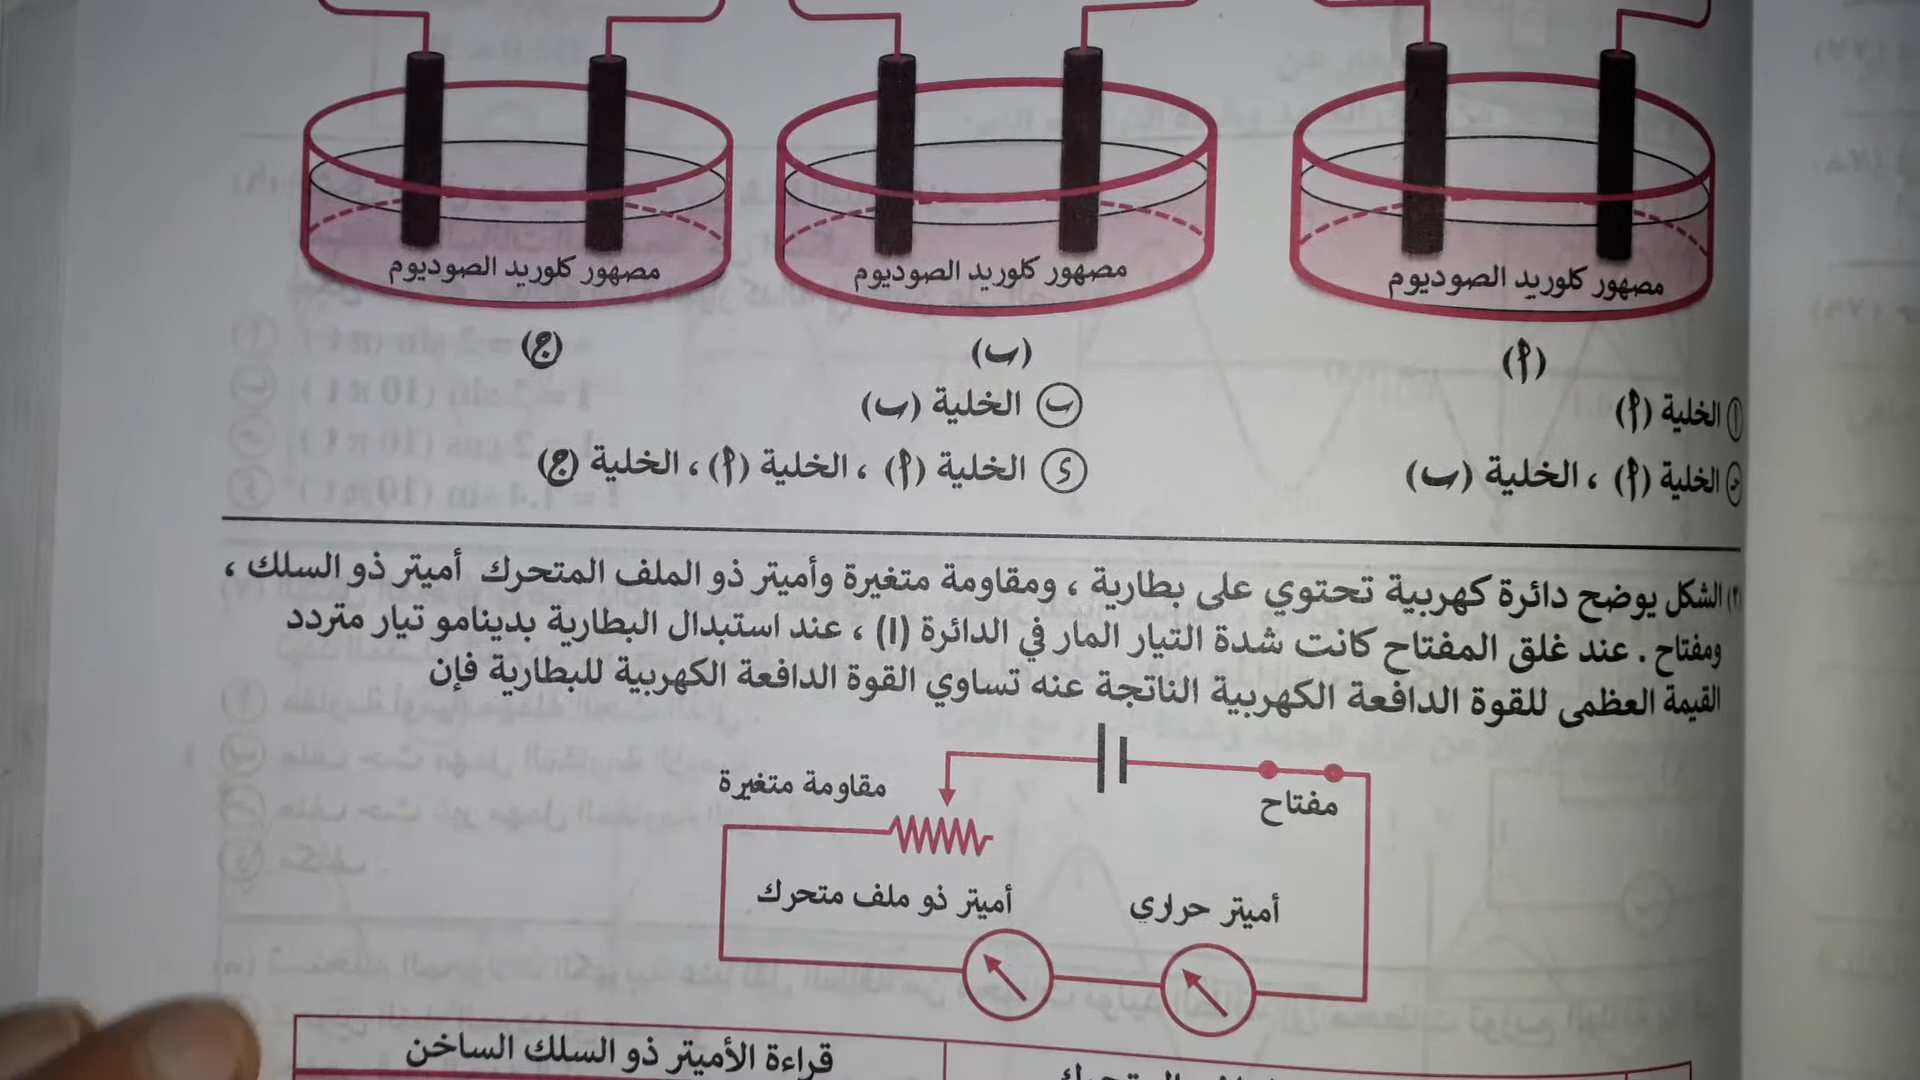 مصهور كلوريد الصوديوم
مصهور كلوريد الصوديوم
مصهور كلوريد الصوديوم
(أ)
(ب)
(ج)
أ الخلية (أ)
ب الخلية (ب)
ج الخلية (أ) ، الخلية (ب)
د الخلية (أ) ، الخلية (أ) ، الخلية (ج)
الشكل يوضح دائرة كهربية تحتوي على بطارية ، ومقاومة متغيرة وأميتر ذو الملف المتحرك أميتر ذو السلك ،
ومفتاح . عند غلق المفتاح كانت شدة التيار المار في الدائرة (I) ، عند استبدال البطارية بدينامو تيار متردد
القيمة العظمى للقوة الدافعة الكهربية الناتجة عنه تساوي القوة الدافعة الكهربية للبطارية فإن
مفتاح
مقاومة متغيرة
أميتر حراري
أميتر ذو ملف متحرك
قراءة الأميتر ذو السلك الساخن